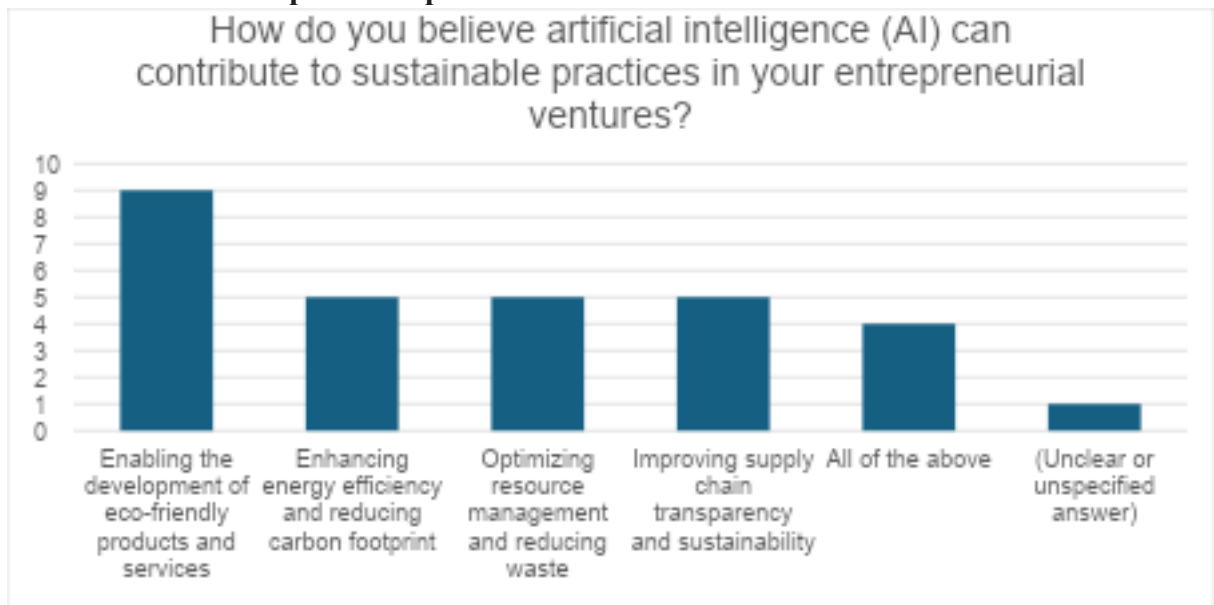 How do you believe artificial intelligence (AI) can
contribute to sustainable practices in your entrepreneurial
ventures?
10
9
8
7
6
5
4
3
2
1
0
Enabling the
development of
eco-friendly
products and
services
Enhancing
energy efficiency
and reducing
carbon footprint
Optimizing
resource
management
and reducing
waste
Improving supply
chain
transparency
and sustainability
All of the above
(Unclear or
unspecified
answer)